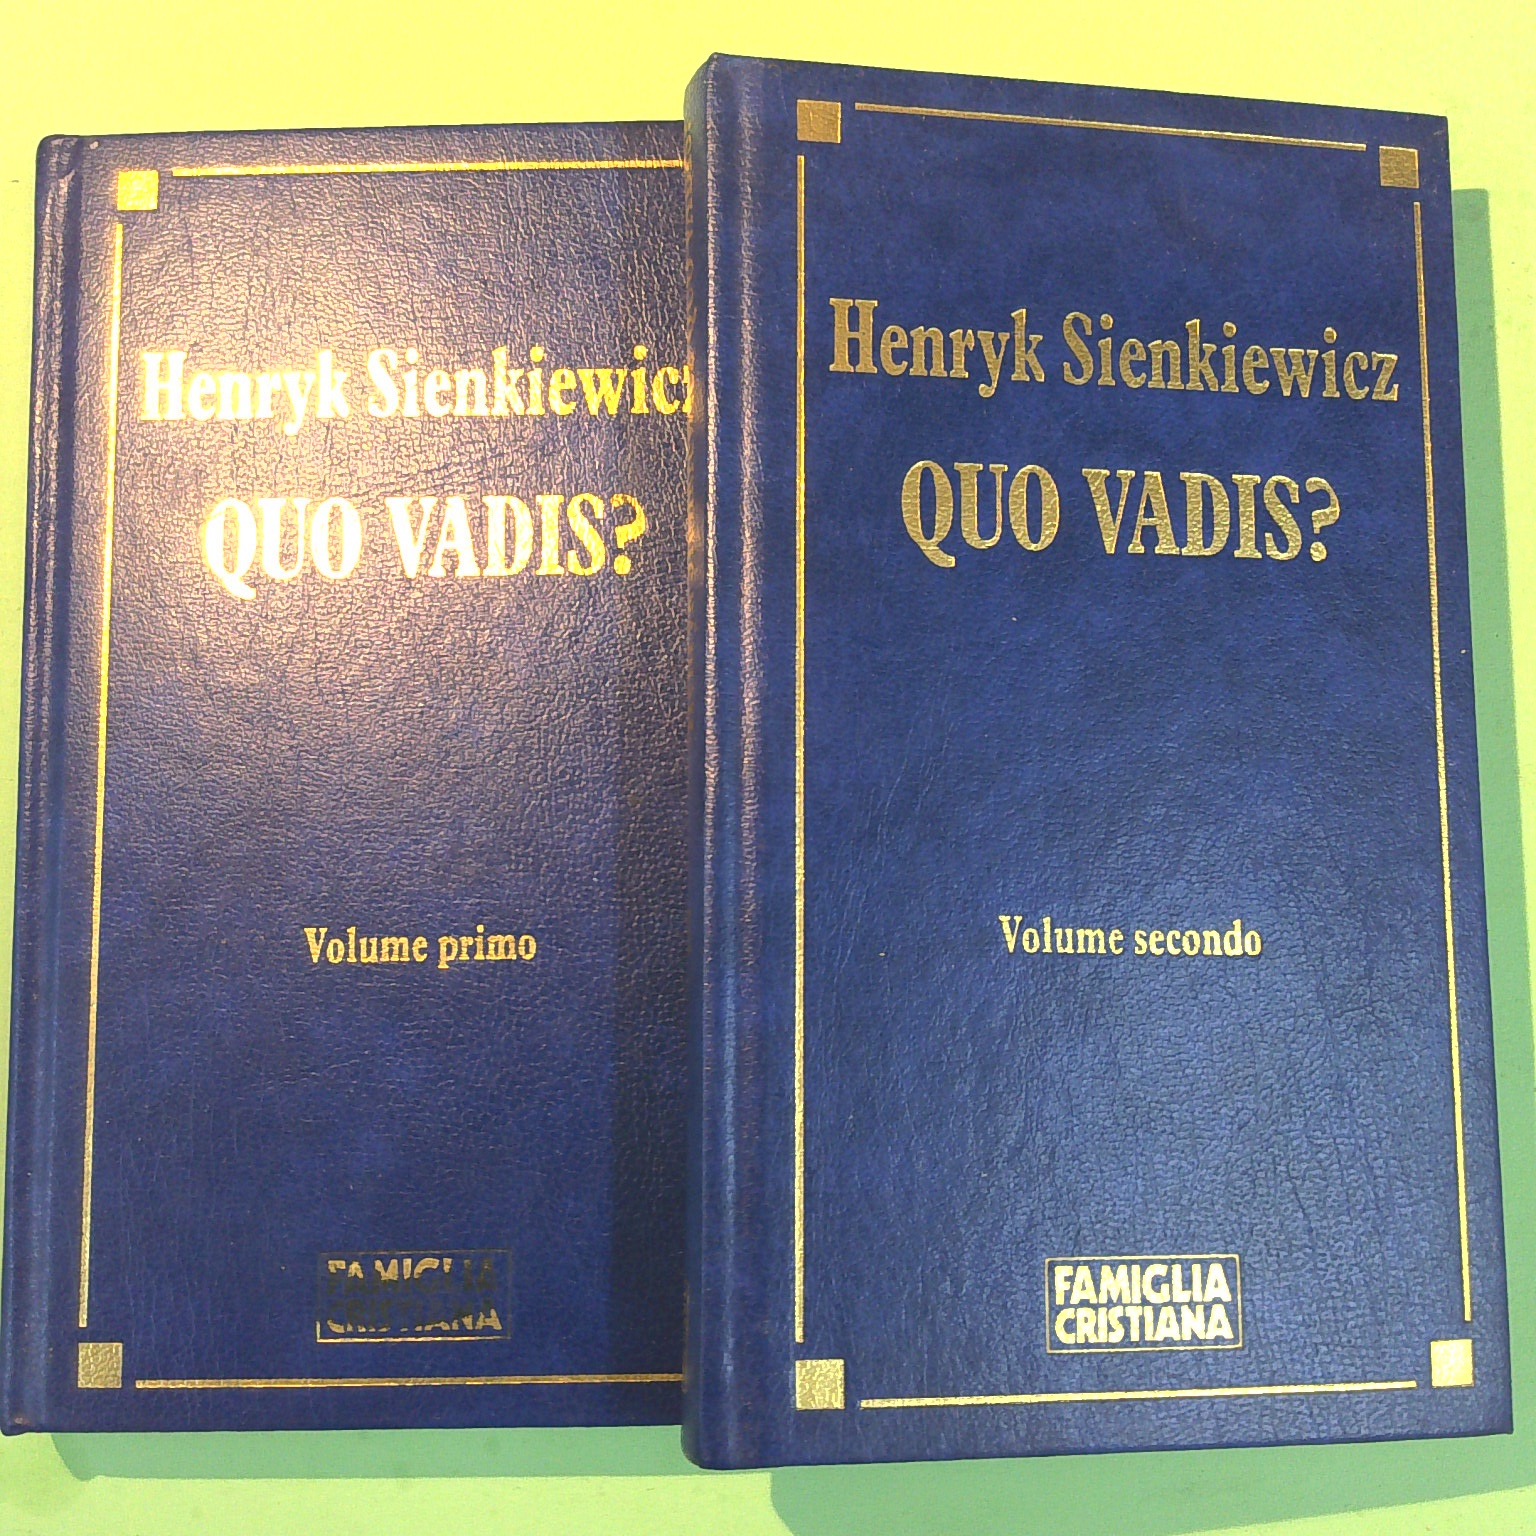 Henryk Sienkiewicz
QUO VADIS?
Volume primo
FAMIGLIA
CRISTIANA
Henryk Sienkiewicz
QUO VADIS?
Volume secondo
FAMIGLIA
CRISTIANA